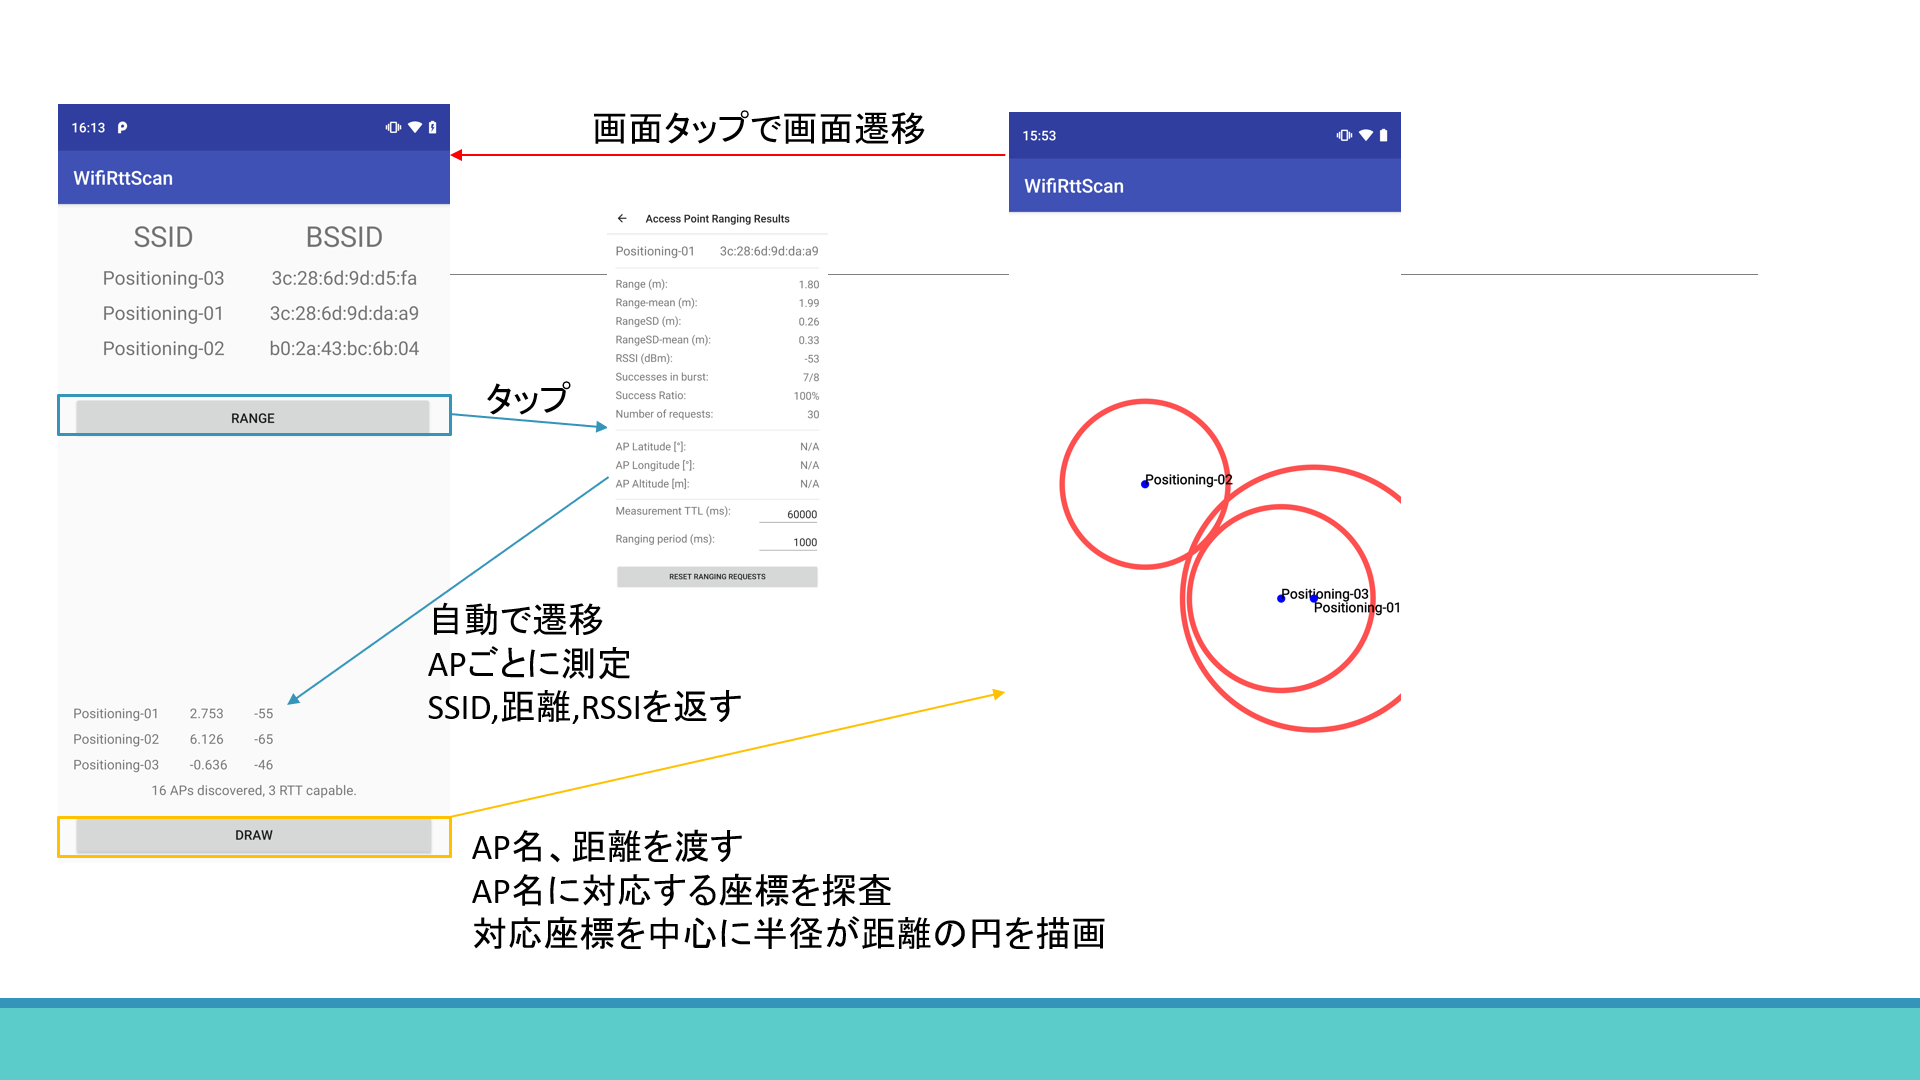 画面タップで画面遷移
16:13
WifiRttScan
SSID BSSID
Positioning-03 3c:28:6d:9d:d5:fa
Positioning-01 3c:28:6d:9d:da:a9
Positioning-02 b0:2a:43:bc:6b:04
RANGE
タップ
Positioning-01 2.753 -55
Positioning-02 6.126 -65
Positioning-03 -0.636 -46
16 APs discovered, 3 RTT capable.
DRAW
Access Point Ranging Results
Positioning-01 3c:28:6d:9d:da:a9
Range (m): 1.80
Range-mean (m): 1.99
RangeSD (m): 0.26
RangeSD-mean (m): 0.33
RSSI (dBm): -53
Successes in burst: 7/8
Success Ratio: 100%
Number of requests: 30
AP Latitude [°]: N/A
AP Longitude [°]: N/A
AP Altitude [m]: N/A
Measurement TTL (ms): 60000
Ranging period (ms): 1000
RESET RANGING REQUESTS
自動で遷移
APごとに測定
SSID,距離,RSSIを返す
15:53
WifiRttScan
Positioning-02
Positioning-03
Positioning-01
AP名、距離を渡す
AP名に対応する座標を探査
対応座標を中心に半径が距離の円を描画